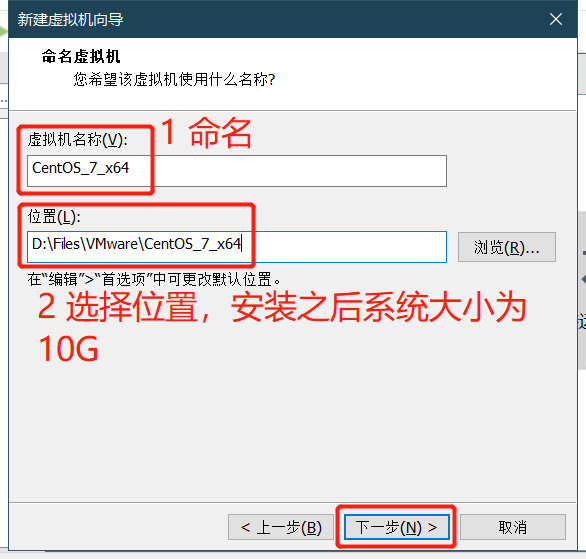 新建虚拟机向导
命名虚拟机
您希望该虚拟机使用什么名称?
虚拟机名称(V):
1 命名
CentOS_7_x64
位置(L):
D:\Files\VMware\CentOS_7_x64
浏览(R)...
在“编辑”>“首选项”中可更改默认位置。
2 选择位置，安装之后系统大小为
10G
< 上一步(B)
下一步(N) >
取消